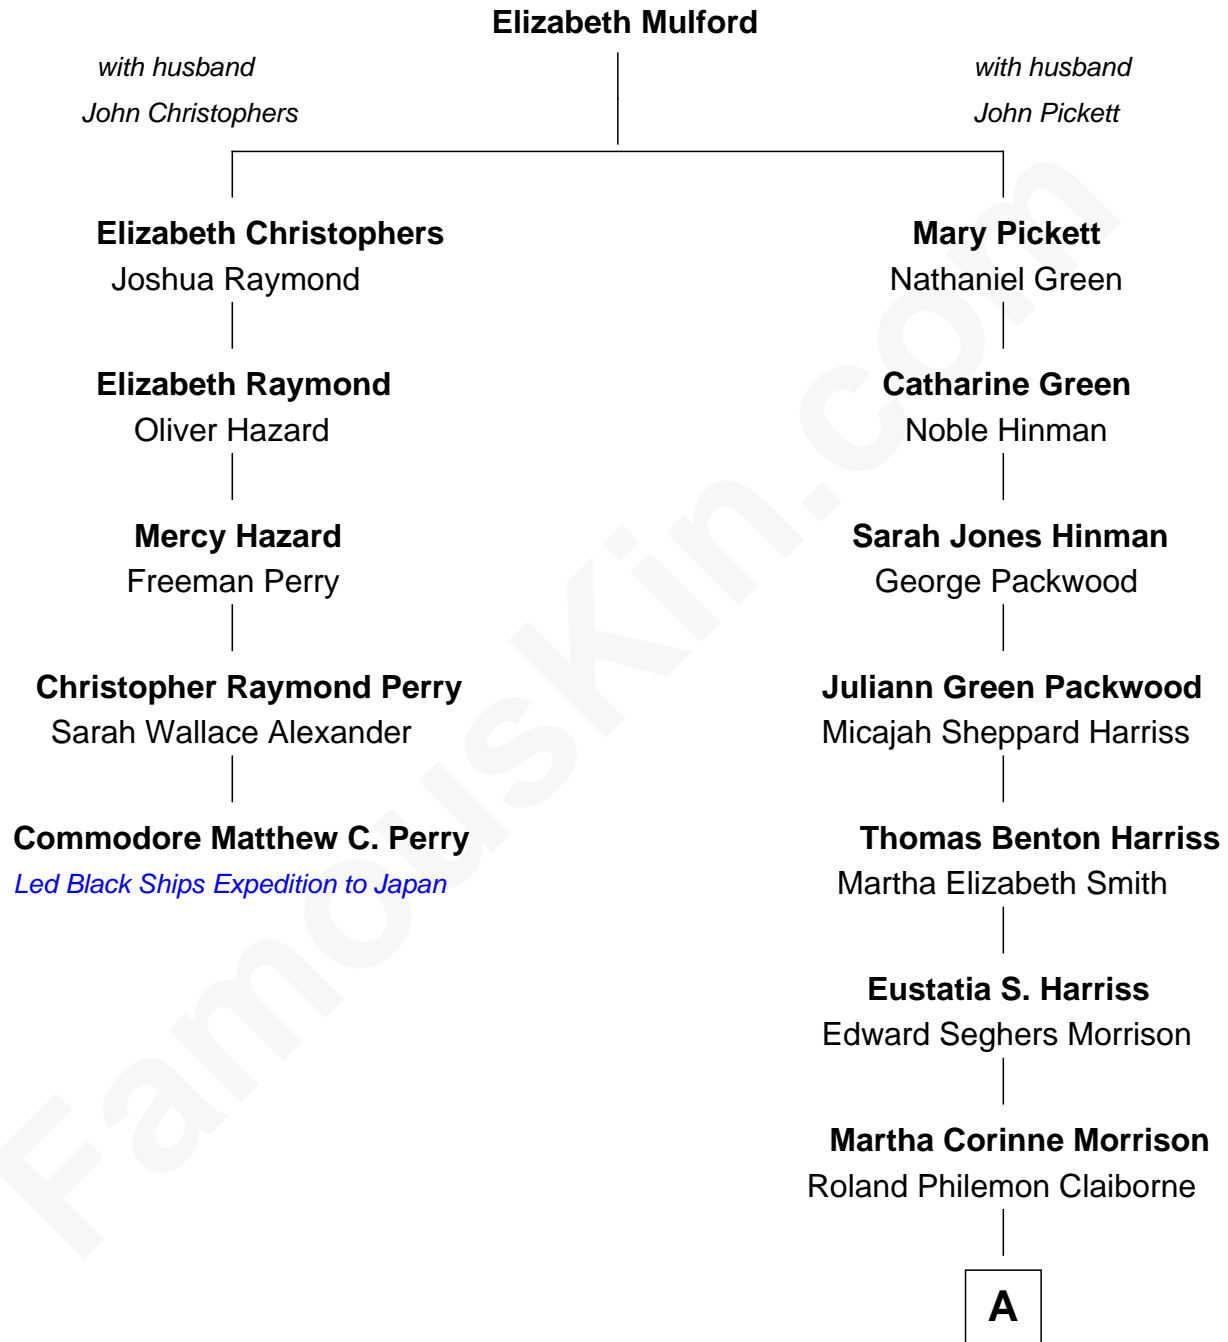 Elizabeth Mulford
with husband
John Christophers
with husband
John Pickett
Elizabeth Christophers
Joshua Raymond
Elizabeth Raymond
Oliver Hazard
Mercy Hazard
Freeman Perry
Christopher Raymond Perry
Sarah Wallace Alexander
Commodore Matthew C. Perry
Led Black Ships Expedition to Japan
Mary Pickett
Nathaniel Green
Catharine Green
Noble Hinman
Sarah Jones Hinman
George Packwood
Juliann Green Packwood
Micajah Sheppard Harriss
Thomas Benton Harriss
Martha Elizabeth Smith
Eustatia S. Harriss
Edward Seghers Morrison
Martha Corinne Morrison
Roland Philemon Claiborne
A
FamousKin.com